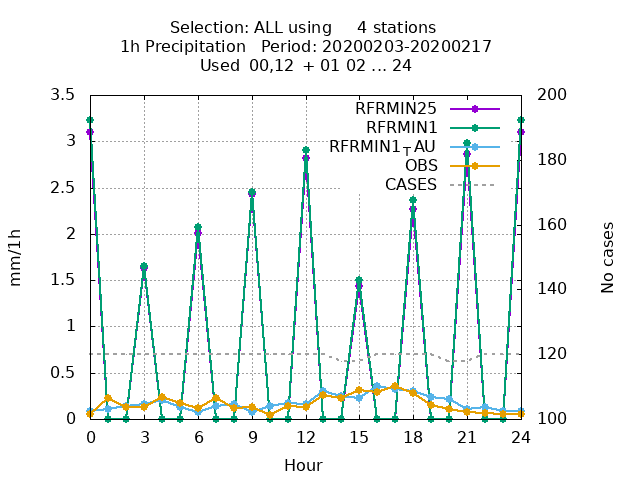 Selection: ALL using 4 stations
1h Precipitation Period: 20200203-20200217
Used 00,12 + 01 02 ... 24
3.5
3
2.5
2
1.5
1
0.5
0
mm/1h
RFRMIN25
RFRMIN1
RFRMIN1┬AU
OBS
CASES
200
180
160
140
120
100
No cases
0 3 6 9 12 15 18 21 24
Hour